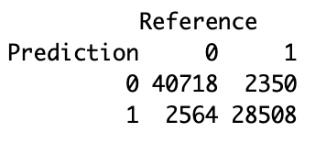 Reference
Prediction 0 1
0 40718 2350
1 2564 28508